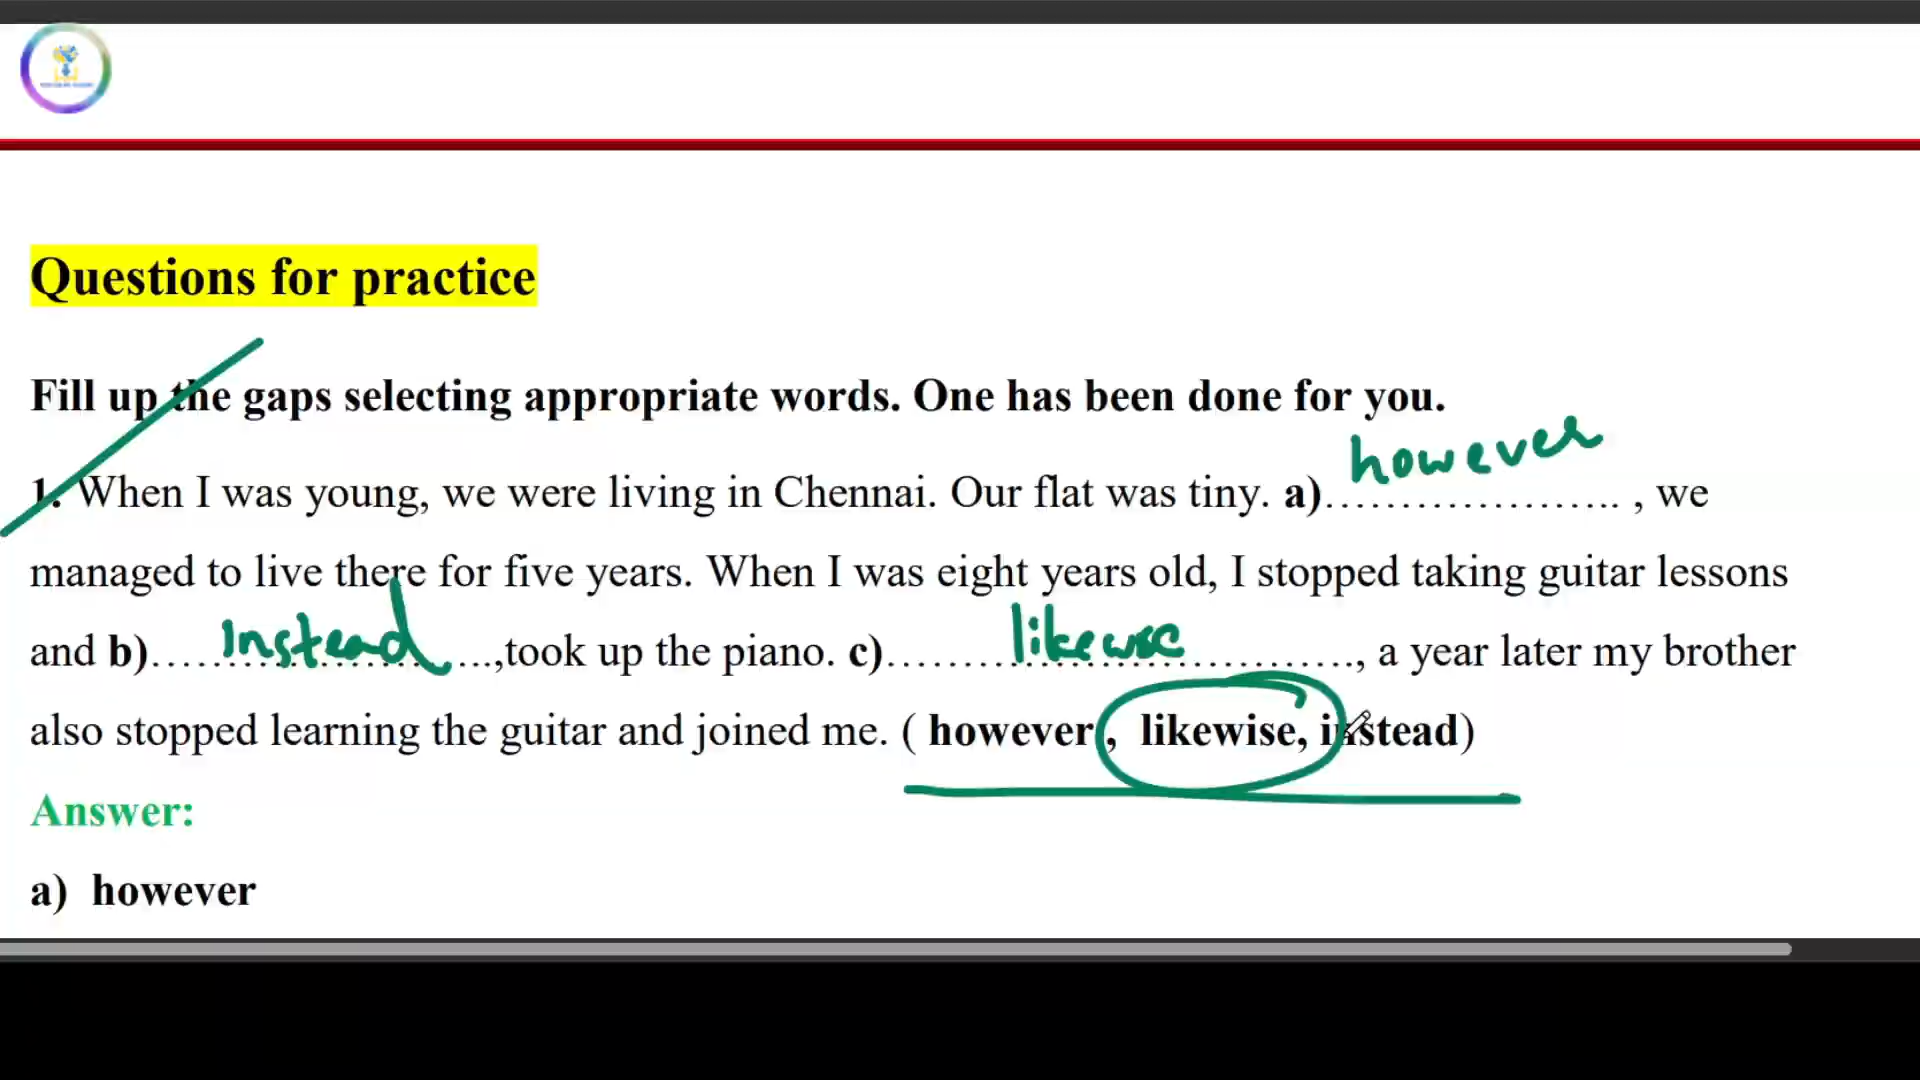 Questions for practice
Fill up the gaps selecting appropriate words. One has been done for you.
however
1. When I was young, we were living in Chennai. Our flat was tiny. a)………………….. , we
managed to live there for five years. When I was eight years old, I stopped taking guitar lessons
and b)…… Instead ……..,took up the piano. c)……… likewise …………., a year later my brother
also stopped learning the guitar and joined me. ( however , likewise, instead)
Answer:
a) however